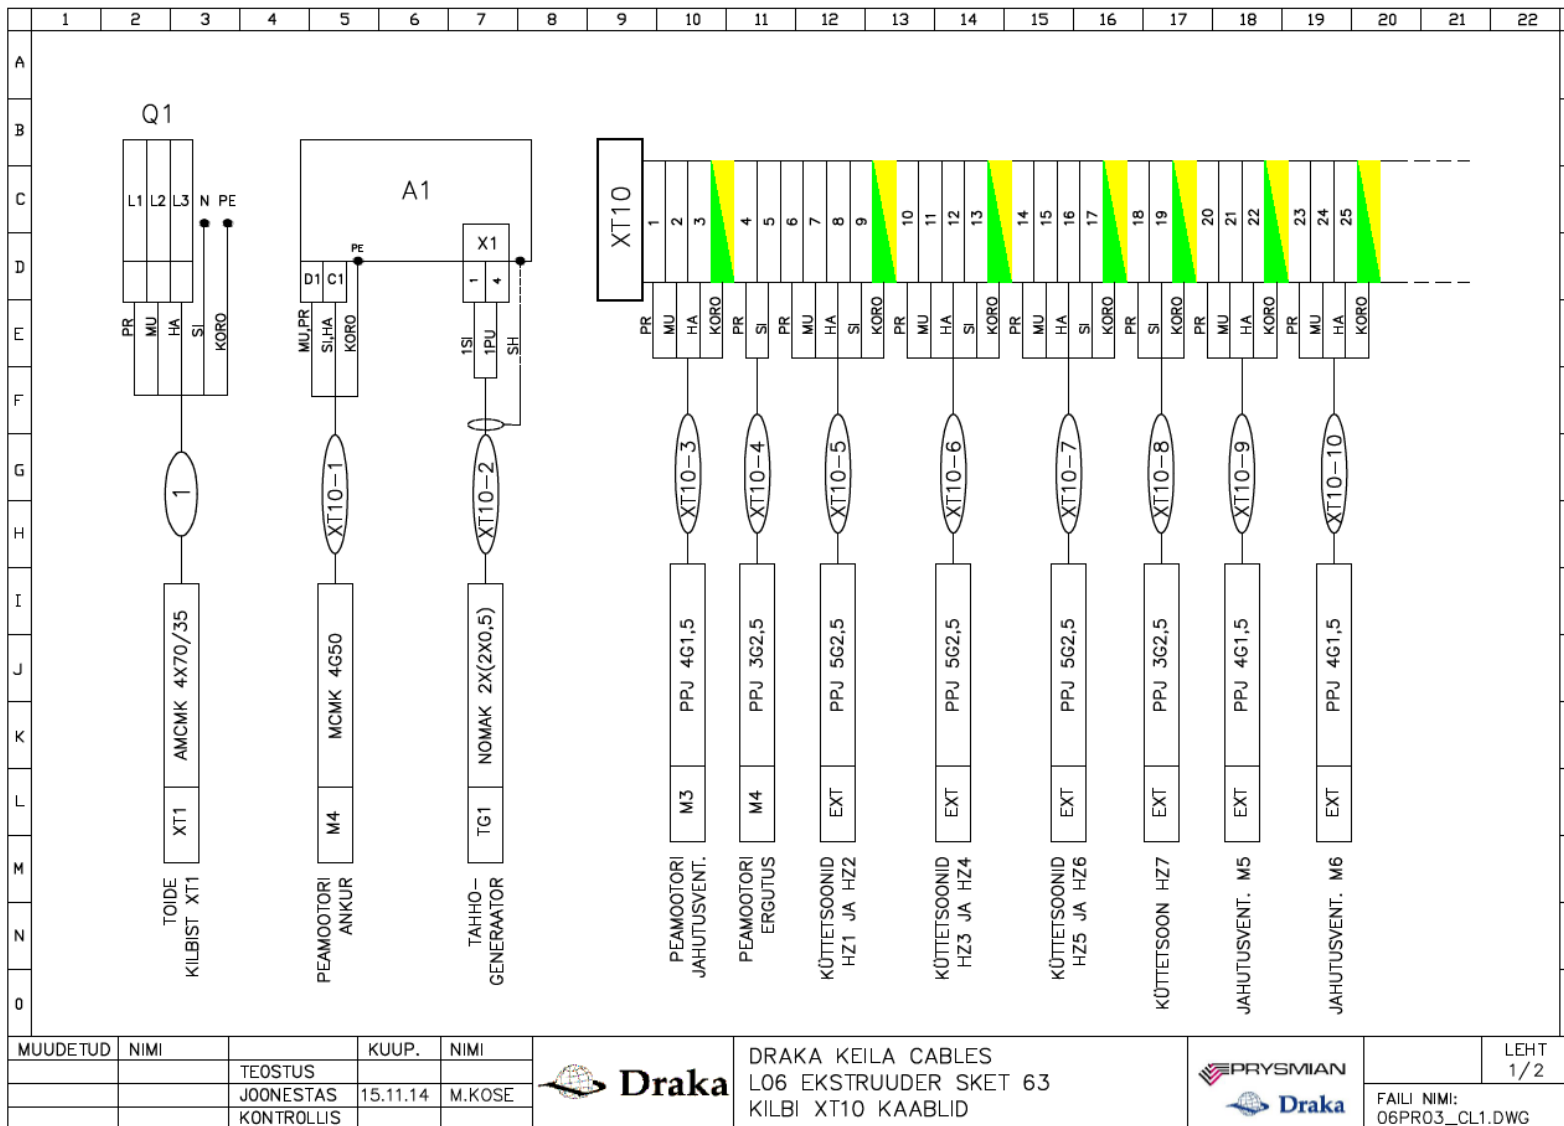 1 2 3 4 5 6 7 8 9 10 11 12 13 14 15 16 17 18 19 20 21 22
A
B
C
D
E
F
G
H
I
J
K
L
M
N
O
Q1
L1 L2 L3 N PE
PR MU HA SI KORO
1
AMCMK 4X70/35
XT1
TOIDE
KILBIST XT1
A1
PE
D1 C1
MU,PR SI,HA KORO
XT10-1
MCMK 4G50
M4
PEAMOOTORI
ANKUR
X1
1 4
1SI 1PU SH
XT10-2
NOMAK 2X(2X0,5)
TG1
TAHHO-
GENERAATOR
XT10
1 2 3 4 5 6 7 8 9 10 11 12 13 14 15 16 17 18 19 20 21 22 23 24 25
PR MU HA KORO PR SI PR MU HA SI KORO PR MU HA SI KORO PR MU HA SI KORO PR SI KORO PR MU HA KORO PR MU HA KORO
XT10-3
PPJ 4G1,5
M3
PEAMOOTORI
JAHUTUSVENT.
XT10-4
PPJ 3G2,5
M4
PEAMOOTORI
ERGUTUS
XT10-5
PPJ 5G2,5
EXT
KÜTTETSOONID
HZ1 JA HZ2
XT10-6
PPJ 5G2,5
EXT
KÜTTETSOONID
HZ3 JA HZ4
XT10-7
PPJ 5G2,5
EXT
KÜTTETSOONID
HZ5 JA HZ6
XT10-8
PPJ 3G2,5
EXT
KÜTTETSOON HZ7
XT10-9
PPJ 4G1,5
EXT
JAHUTUSVENT. M5
XT10-10
PPJ 4G1,5
EXT
JAHUTUSVENT. M6
MUUDETUD NIMI KUUP. NIMI
TEOSTUS
JOONESTAS 15.11.14 M.KOSE
KONTROLLIS
Draka
DRAKA KEILA CABLES
L06 EKSTRUUDER SKET 63
KILBI XT10 KAABLID
PRYSMIAN
Draka
LEHT
1/2
FAILI NIMI:
06PR03_CL1.DWG